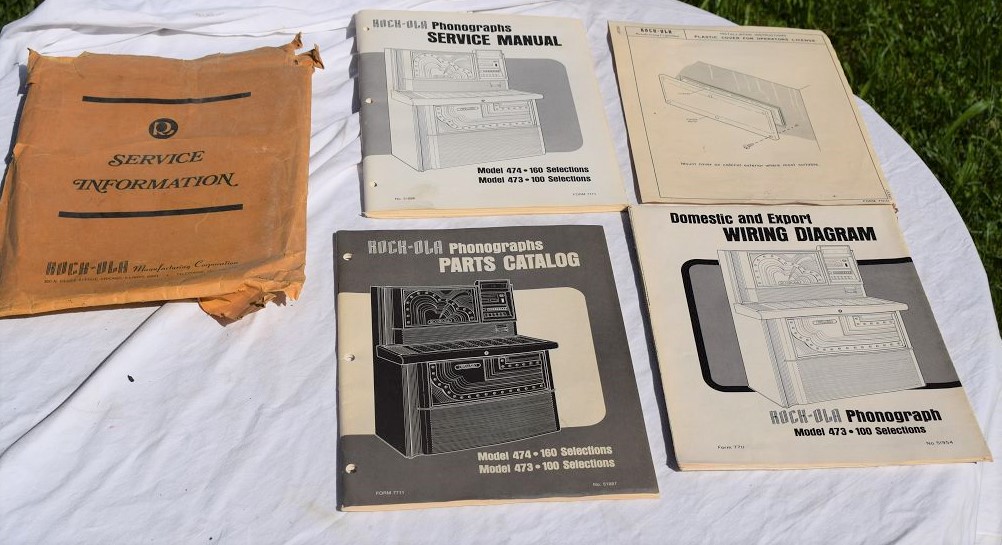 SERVICE
INFORMATION
ROCK-OLA Manufacturing Corporation
ROCK-OLA Phonographs
SERVICE MANUAL
Model 474 • 160 Selections
Model 473 • 100 Selections
ROCK-OLA
INSTALLATION INSTRUCTIONS
PLASTIC COVER FOR OPERATORS LICENSE
ROCK-OLA Phonographs
PARTS CATALOG
Model 474 • 160 Selections
Model 473 • 100 Selections
FORM 7711
Domestic and Export
WIRING DIAGRAM
ROCK-OLA Phonograph
Model 473 • 100 Selections